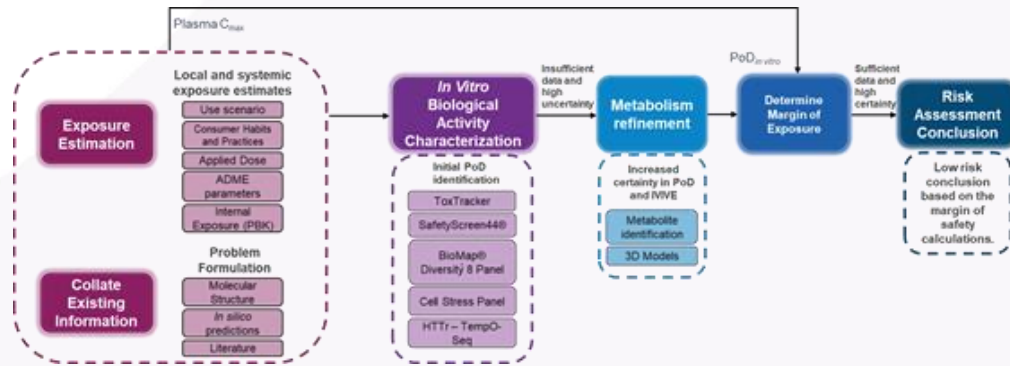 Plasma Cmax
Local and systemic
exposure estimates
Exposure
Estimation
Use scenario
Consumer Habits
and Practices
Applied Dose
ADME
parameters
Internal
Exposure (PBK)
Problem
Formulation
Collate
Existing
Information
Molecular
Structure
In silico
predictions
Literature
In Vitro
Biological
Activity
Characterization
Initial PoD
identification
ToxTracker
SafetyScreen44®
BioMap®
Diversity 8 Panel
Cell Stress Panel
HTTr – TempO-
Seq
Insufficient
data and
high
uncertainty
Metabolism
refinement
Increased
certainty in PoD
and IVIVE
Metabolite
identification
3D Models
PoDin vitro
Determine
Margin of
Exposure
Sufficient
data and
high
certainty
Risk
Assessment
Conclusion
Low risk
conclusion
based on the
margin of
safety
calculations.